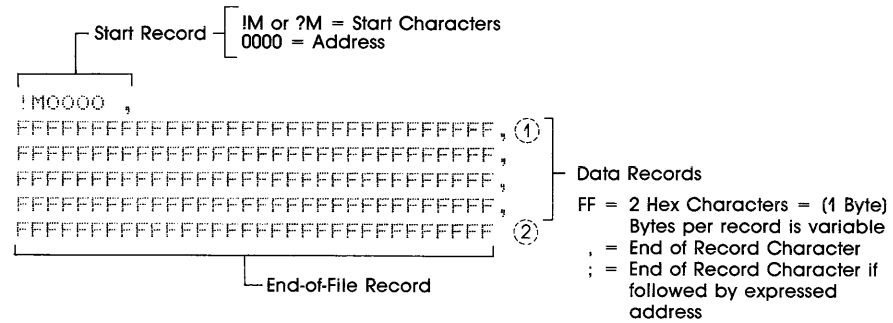 Start Record
!M or ?M = Start Characters
0000 = Address
!M0000 ,
FFFFFFFFFFFFFFFFFFFFFFFFFFFFFFFF, ①
FFFFFFFFFFFFFFFFFFFFFFFFFFFFFFFF,
FFFFFFFFFFFFFFFFFFFFFFFFFFFFFFFF,
FFFFFFFFFFFFFFFFFFFFFFFFFFFFFFFF,
FFFFFFFFFFFFFFFFFFFFFFFFFFFFFFFF ②
End-of-File Record
Data Records
FF = 2 Hex Characters = (1 Byte)
Bytes per record is variable
, = End of Record Character
; = End of Record Character if
followed by expressed
address